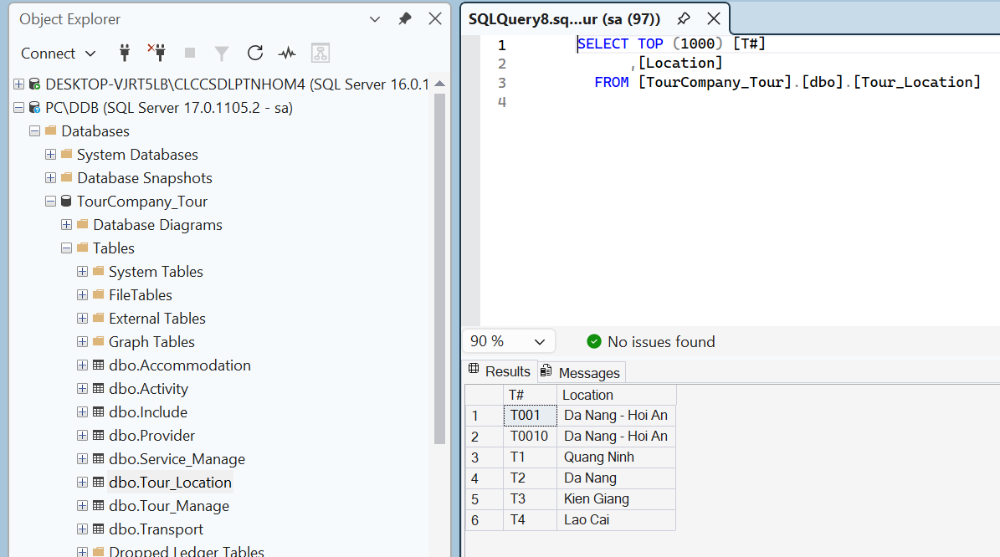 Object Explorer
Connect
DESKTOP-VJRT5LB\CLCCSDLPTNHOM4 (SQL Server 16.0.1
PC\DDB (SQL Server 17.0.1105.2 - sa)
Databases
System Databases
Database Snapshots
TourCompany_Tour
Database Diagrams
Tables
System Tables
FileTables
External Tables
Graph Tables
dbo.Accommodation
dbo.Activity
dbo.Include
dbo.Provider
dbo.Service_Manage
dbo.Tour_Location
dbo.Tour_Manage
dbo.Transport
Dropped Ledger Tables
SQLQuery8.sq...ur (sa (97))
1 SELECT TOP (1000) [T#]
2 ,[Location]
3 FROM [TourCompany_Tour].[dbo].[Tour_Location]
4
90 % No issues found
Results Messages
T# Location
1 T001 Da Nang - Hoi An
2 T0010 Da Nang - Hoi An
3 T1 Quang Ninh
4 T2 Da Nang
5 T3 Kien Giang
6 T4 Lao Cai